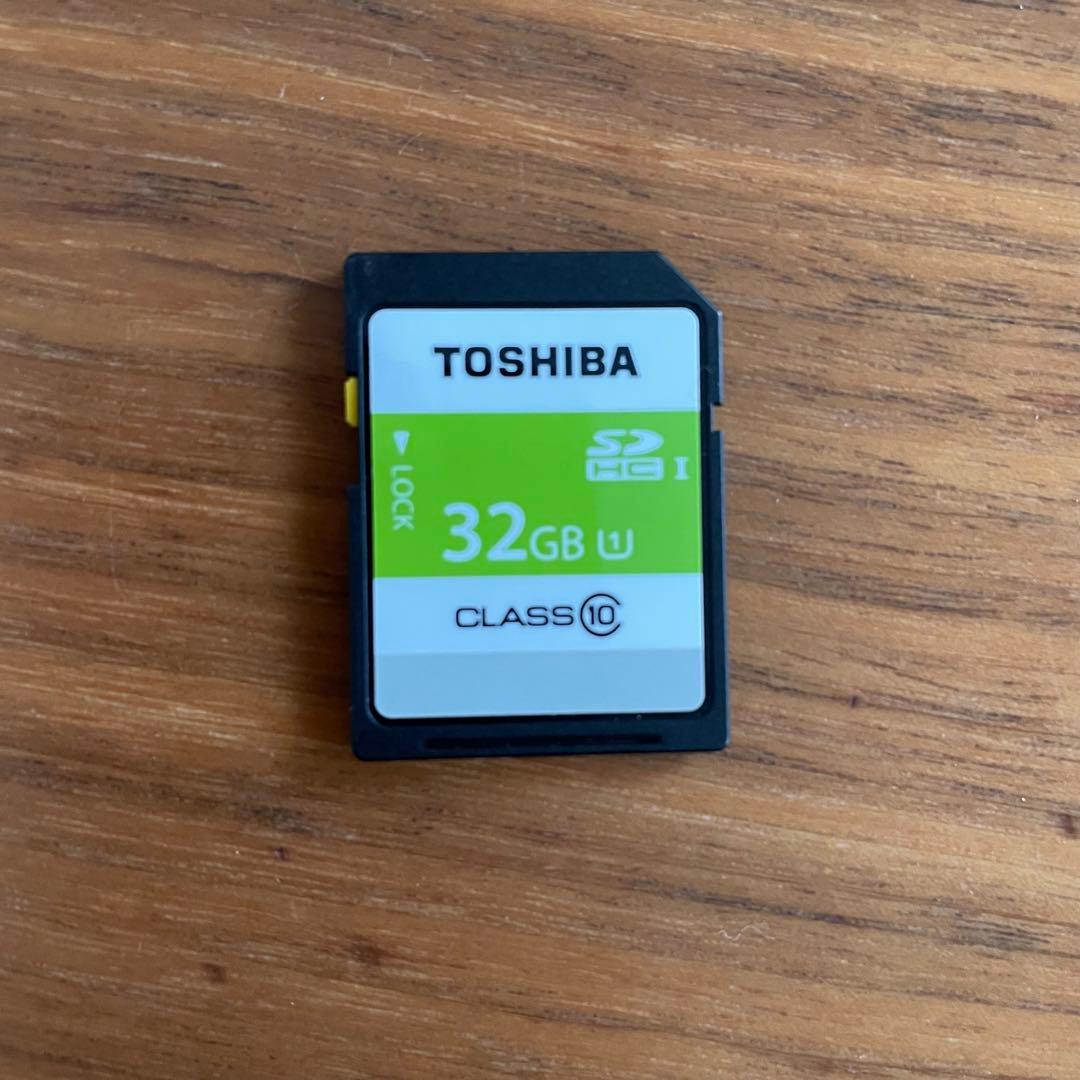 TOSHIBA
SD
HC I
LOCK
32GB U1
CLASS 10